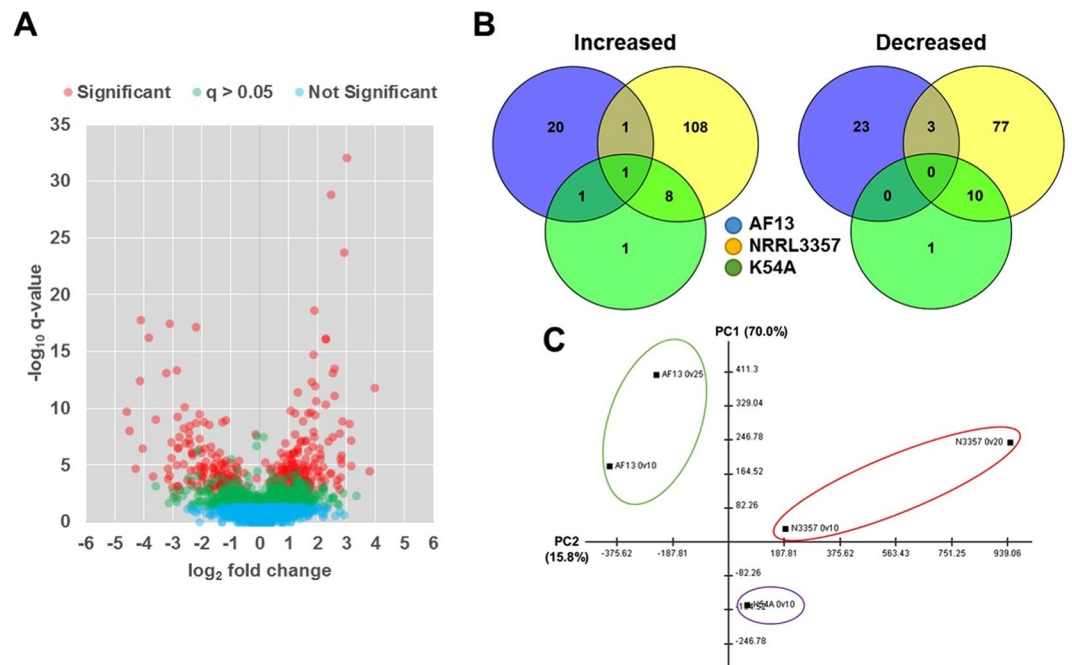 A
Significant q > 0.05 Not Significant
35
30
25
20
15
10
5
0
-6 -5 -4 -3 -2 -1 0 1 2 3 4 5 6
-log10 q-value
log2 fold change
B
Increased
20 1 108
1
1 8
1
AF13
NRRL3357
K54A
Decreased
23 3 77
0
0 10
1
C
PC1 (70.0%)
411.3
329.04
246.78
164.52
82.26
-82.26
-246.78
PC2
(15.8%)
-375.62 -187.81 187.81 375.62 563.43 751.25 939.06
AF13 0v25
AF13 0v10
N3357 0v20
N3357 0v10
K54A 0v10